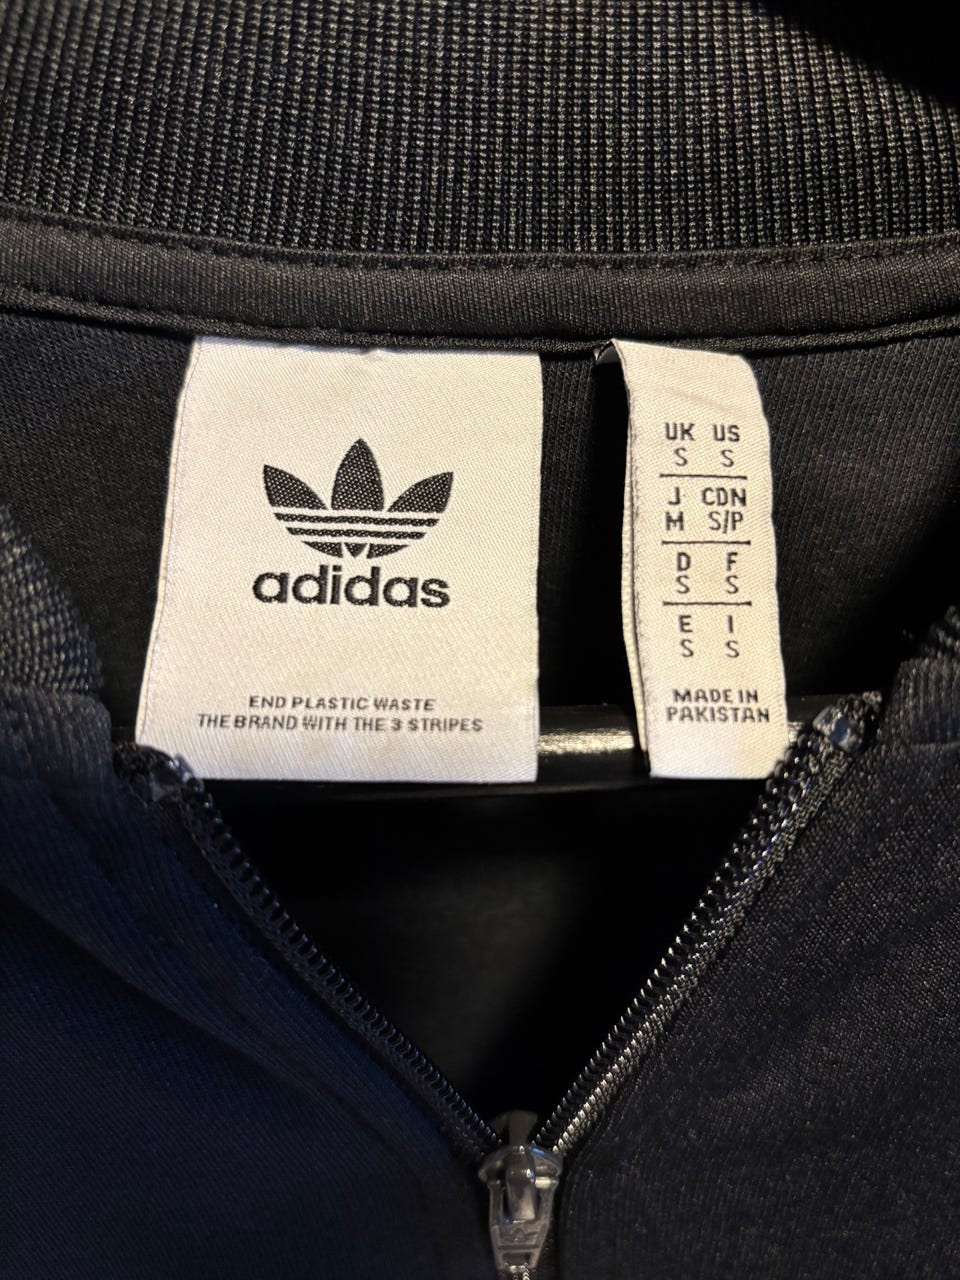 adidas
END PLASTIC WASTE
THE BRAND WITH THE 3 STRIPES
UK US
S S
J CDN
M S/P
D F
S S
E I
S S
MADE IN
PAKISTAN